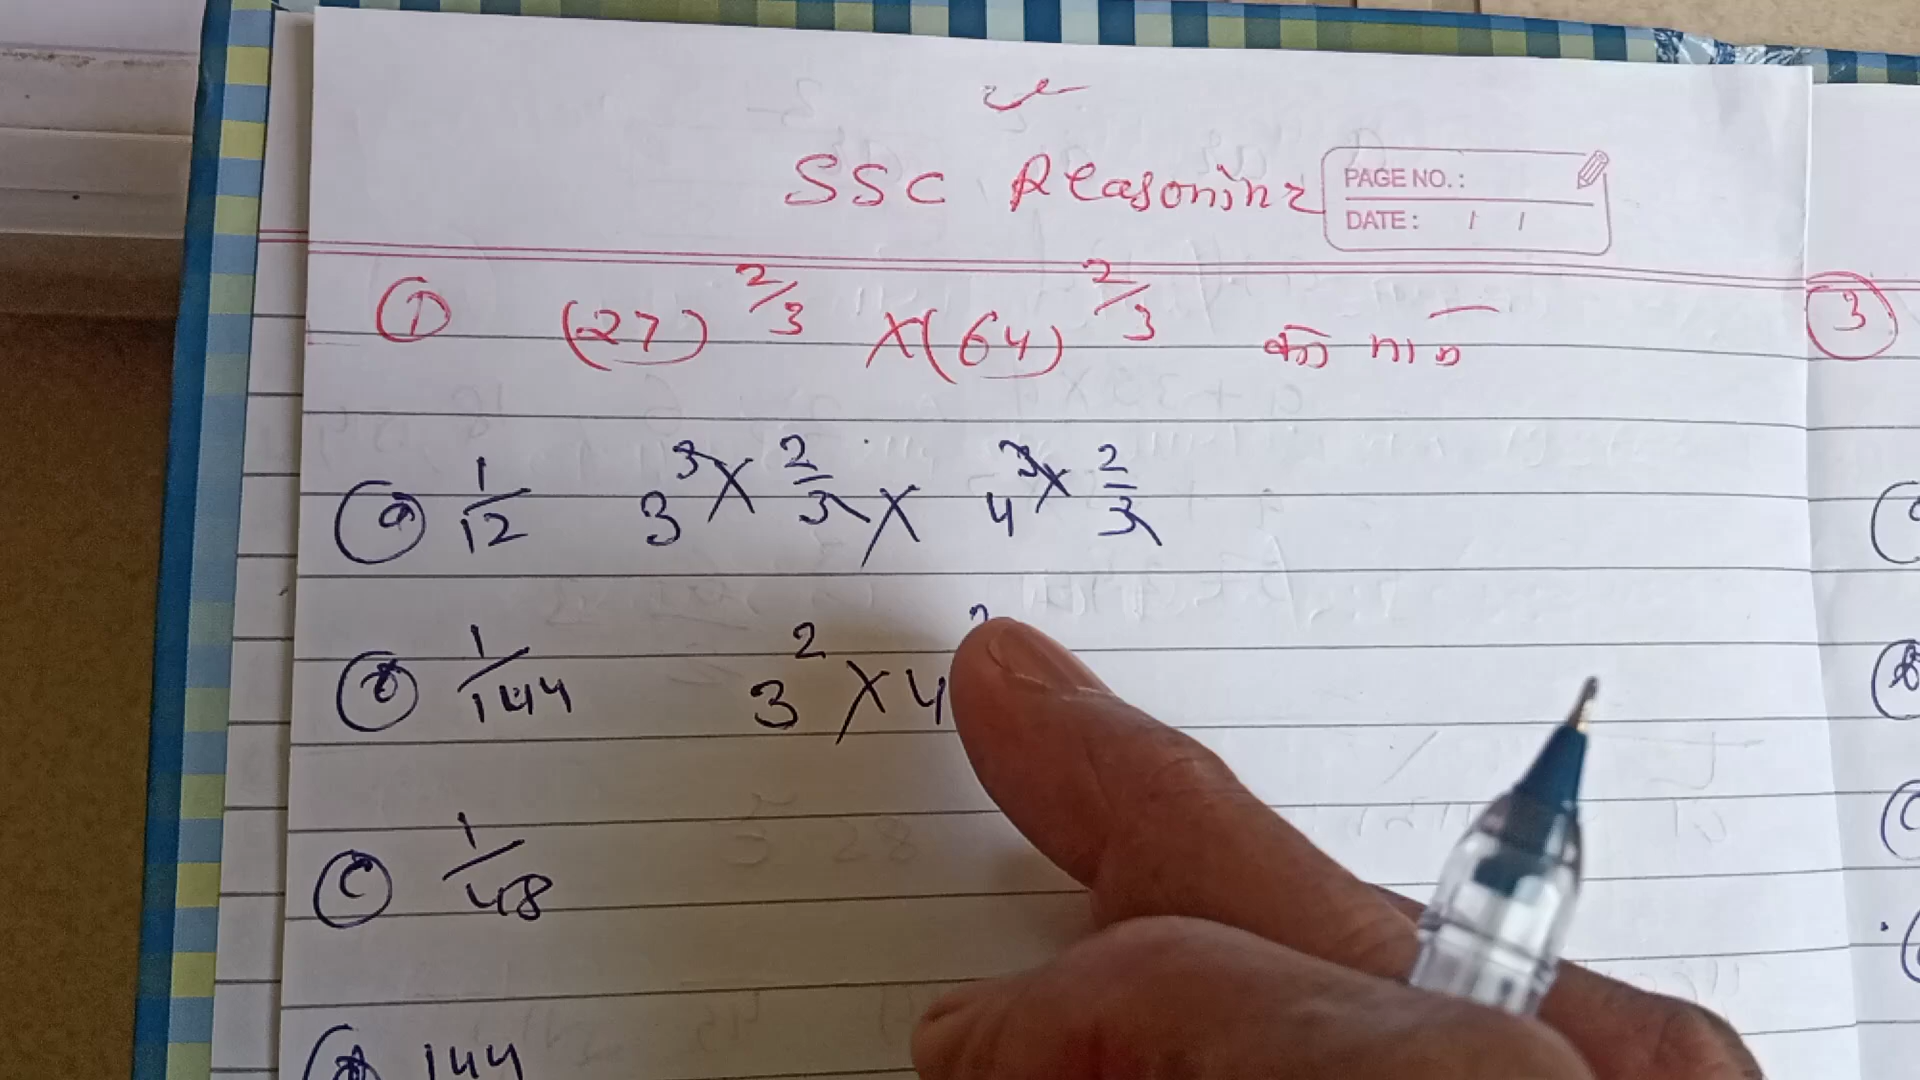 SSC Reasoning
PAGE NO.:
DATE: / /
① (27)^2/3 × (64)^2/3 का मान
③
ⓐ 1/12 3^3×2/3 × 4^3×2/3
ⓑ 1/144 3^2 × 4^2
ⓒ 1/48
ⓓ 144